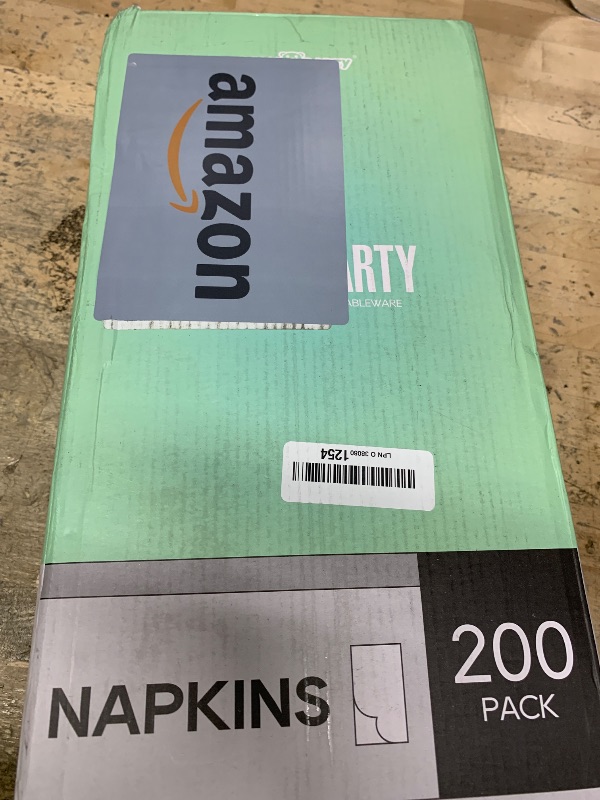 amazon
ARTY
ABLEWARE
LPN O 38080 1254
NAPKINS
200
PACK